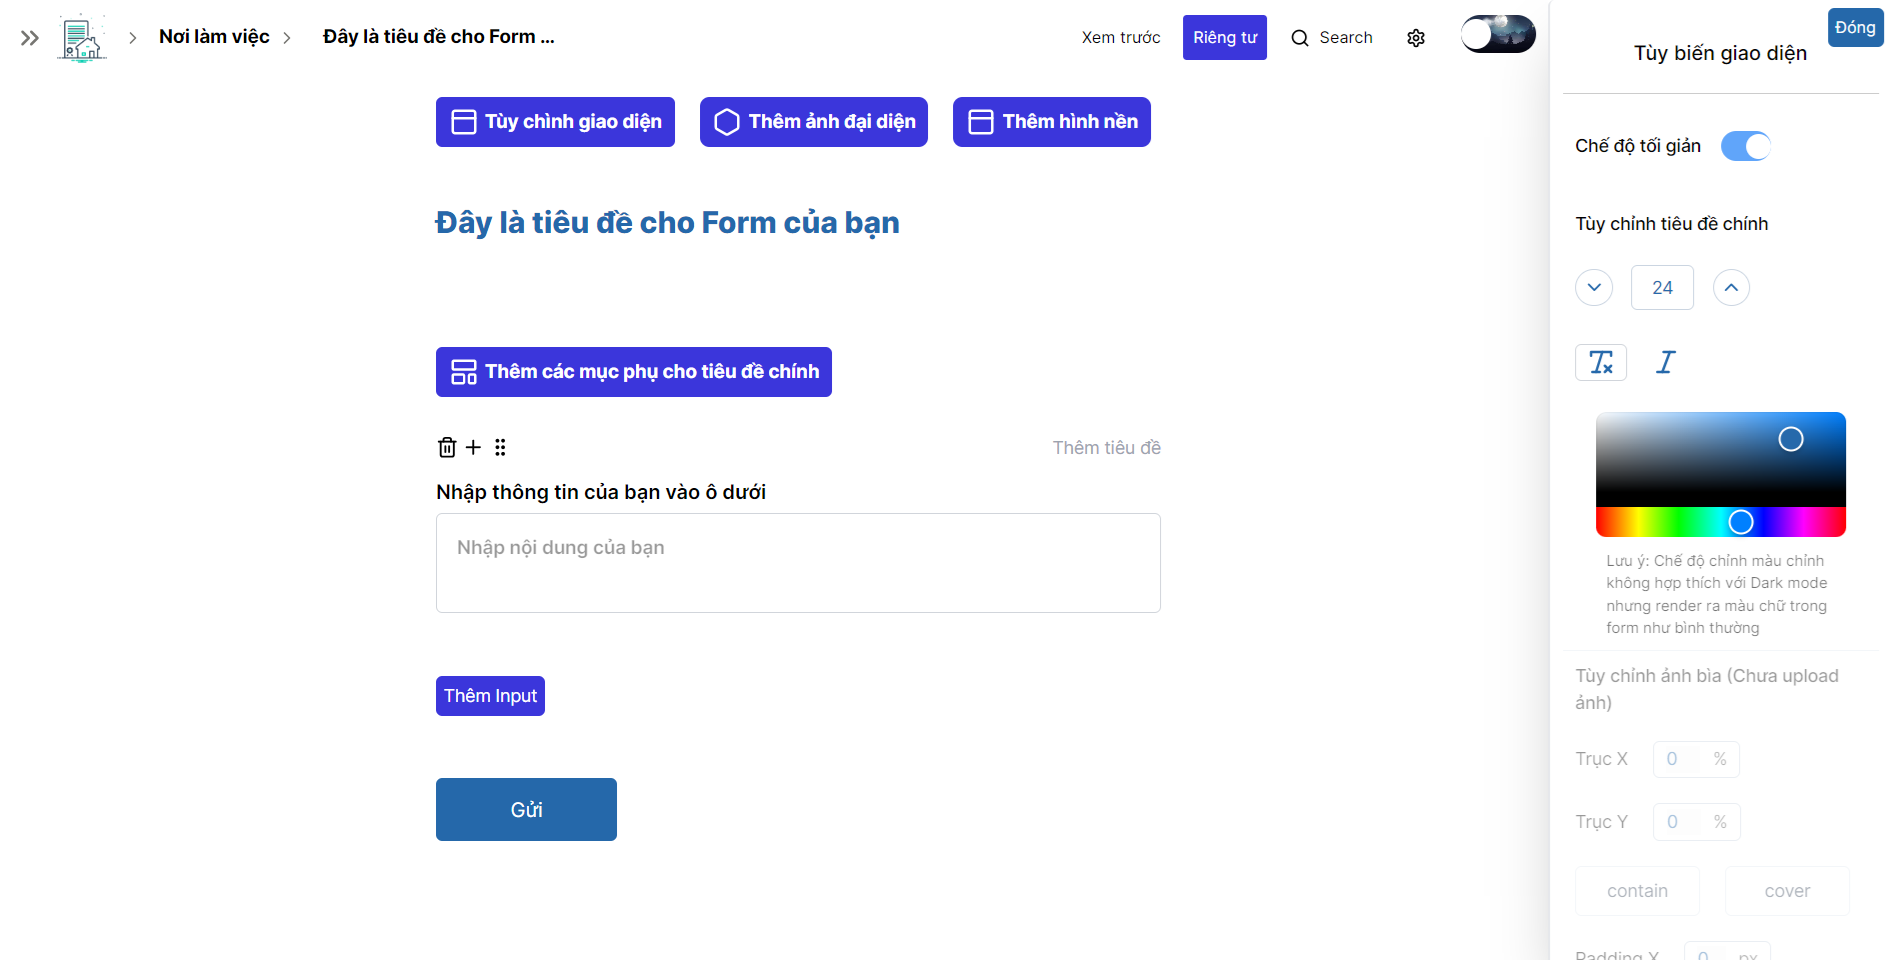 Nơi làm việc
Đây là tiêu đề cho Form ...
Xem trước
Riêng tư
Search
Tùy chình giao diện
Thêm ảnh đại diện
Thêm hình nền
Đây là tiêu đề cho Form của bạn
Thêm các mục phụ cho tiêu đề chính
Thêm tiêu đề
Nhập thông tin của bạn vào ô dưới
Nhập nội dung của bạn
Thêm Input
Gửi
Đóng
Tùy biến giao diện
Chế độ tối giản
Tùy chỉnh tiêu đề chính
24
Lưu ý: Chế độ chỉnh màu chỉnh
không hợp thích với Dark mode
nhưng render ra màu chữ trong
form như bình thường
Tùy chỉnh ảnh bìa (Chưa upload
ảnh)
Trục X 0 %
Trục Y 0 %
contain cover
Padding X 0 px